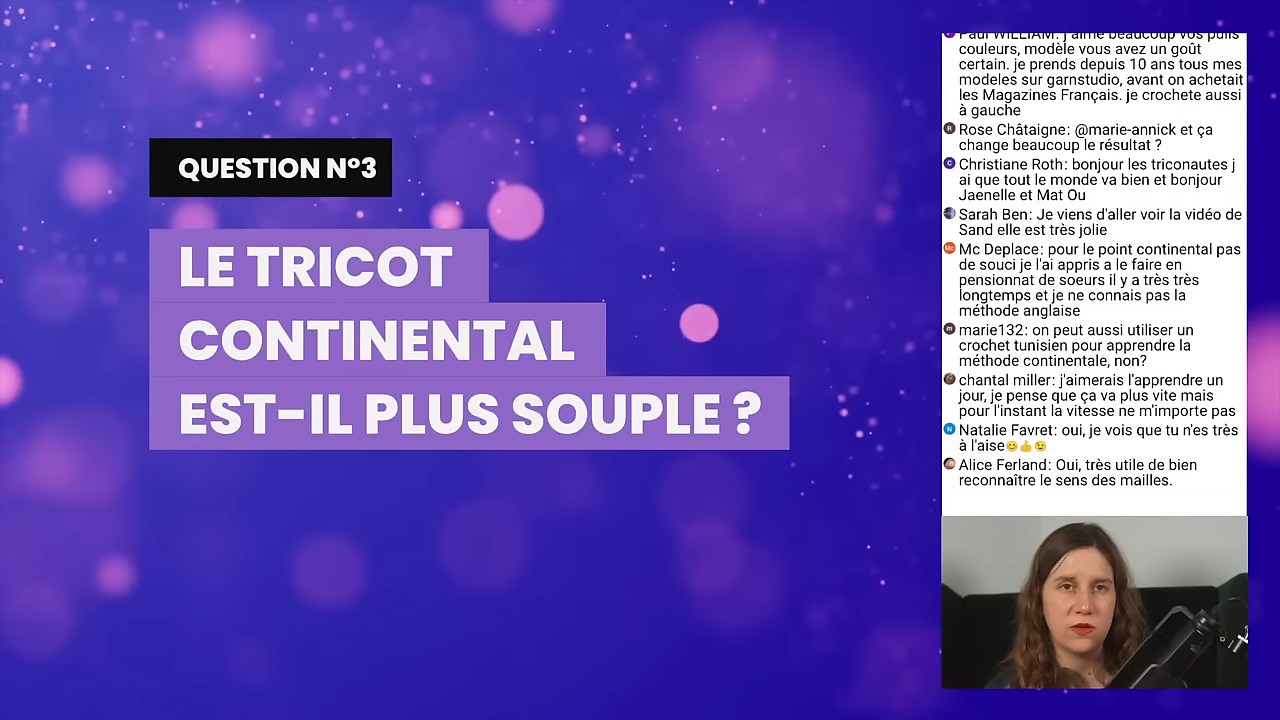 QUESTION N°3
LE TRICOT
CONTINENTAL
EST-IL PLUS SOUPLE ?
Paul WILLIAM: j'aime beaucoup vos pulls
couleurs, modèle vous avez un goût
certain. je prends depuis 10 ans tous mes
modeles sur garnstudio, avant on achetait
les Magazines Français. je crochete aussi
à gauche
R
Rose Châtaigne: @marie-annick et ça
change beaucoup le résultat ?
C
Christiane Roth: bonjour les triconautes j
ai que tout le monde va bien et bonjour
Jaenelle et Mat Ou
Sarah Ben: Je viens d'aller voir la vidéo de
Sand elle est très jolie
Mc
Mc Deplace: pour le point continental pas
de souci je l'ai appris a le faire en
pensionnat de soeurs il y a très très
longtemps et je ne connais pas la
méthode anglaise
m
marie132: on peut aussi utiliser un
crochet tunisien pour apprendre la
méthode continentale, non?
chantal miller: j'aimerais l'apprendre un
jour, je pense que ça va plus vite mais
pour l'instant la vitesse ne m'importe pas
N
Natalie Favret: oui, je vois que tu n'es très
à l'aise😊👍😉
Alice Ferland: Oui, très utile de bien
reconnaître le sens des mailles.